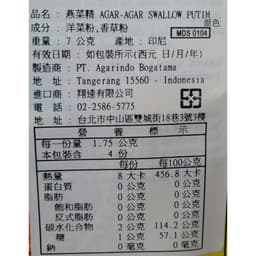 品名：燕菜精 AGAR-AGAR SWALLOW PUTIH
原色
成分：洋菜粉,香草粉
MDS 0104
重量：7 公克 產地：印尼
有效日期：如包裝所示(西元 日/月/年)
製造商：PT. Agarindo Bogatama
地址：Tangerang 15560 - Indonesia
進口商：翔達有限公司
電話：02-2586-5775
地址：台北市中山區雙城街18巷3號3樓
營 養 標 示
每一份量 1.75 公克
本包裝含 4 份
每份 每100公克
熱量 8 大卡 456.8 大卡
蛋白質 0 公克 0 公克
脂肪 0 公克 0 公克
飽和脂肪 0 公克 0 公克
反式脂肪 0 公克 0 公克
碳水化合物 2 公克 114.2 公克
糖 1 公克 57.1 公克
鈉 0 毫克 0 毫克